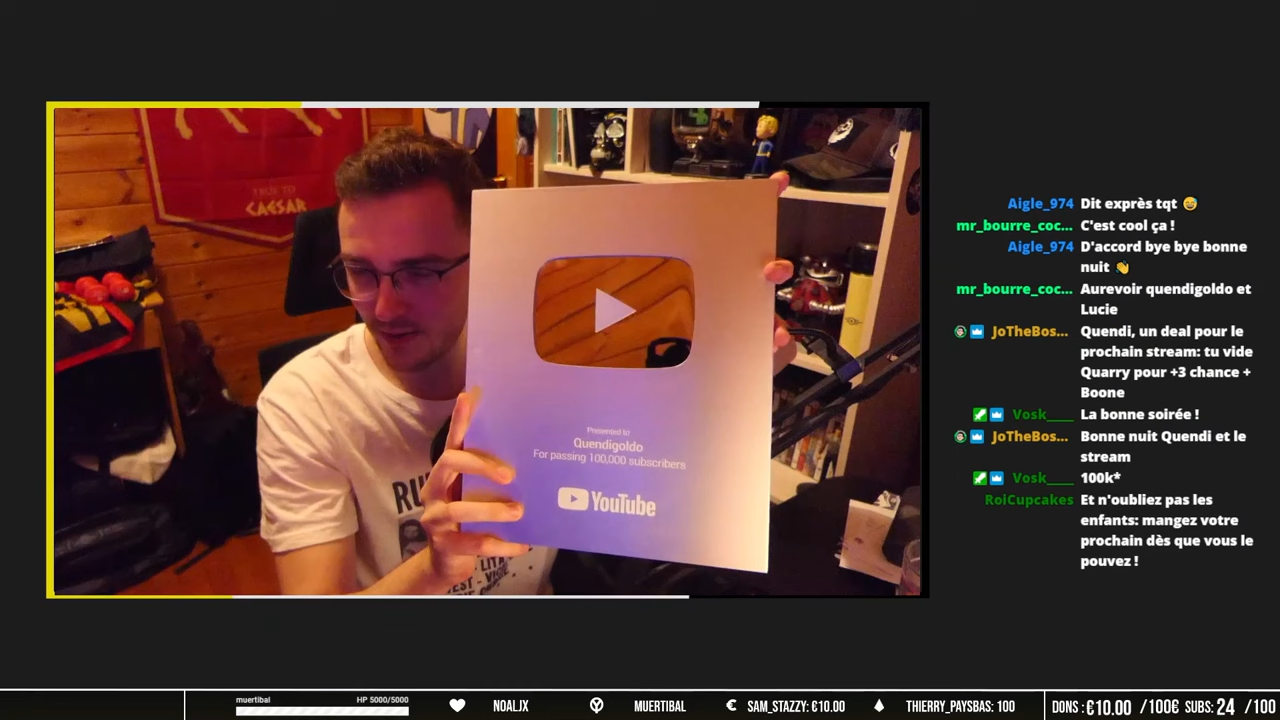 TRUE TO
CAESAR
Presented to
Quendigoldo
For passing 100,000 subscribers
YouTube
Aigle_974 Dit exprès tqt
mr_bourre_coc... C'est cool ça !
Aigle_974 D'accord bye bye bonne
nuit
mr_bourre_coc... Aurevoir quendigoldo et
Lucie
JoTheBos... Quendi, un deal pour le
prochain stream: tu vide
Quarry pour +3 chance +
Boone
Vosk____ La bonne soirée !
JoTheBos... Bonne nuit Quendi et le
stream
Vosk____ 100k*
RoiCupcakes Et n'oubliez pas les
enfants: mangez votre
prochain dès que vous le
pouvez !
muertibal HP 5000/5000
NOALJX
MUERTIBAL
SAM_STAZZY: €10.00
THIERRY_PAYSBAS: 100
DONS : €10.00 /100€ SUBS: 24 /100